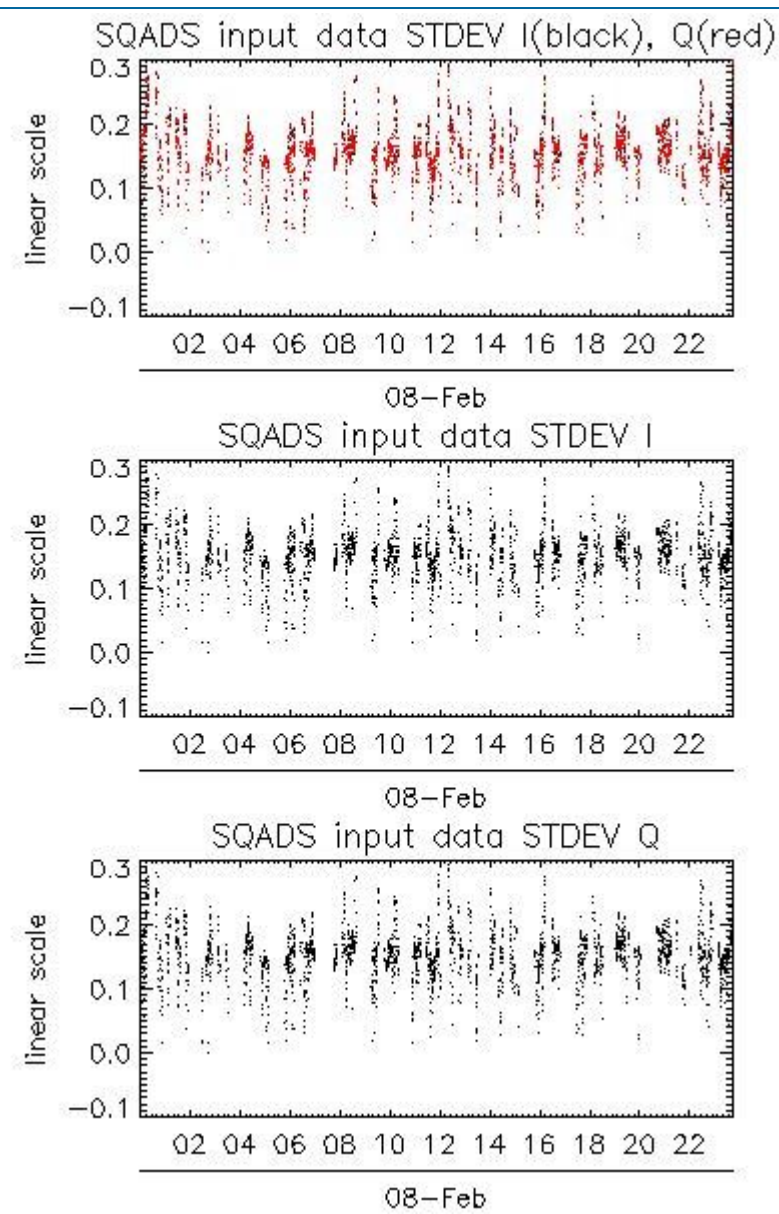 SQADS input data STDEV I(black), Q(red)
0.3
0.2
0.1
0.0
−0.1
linear scale
02 04 06 08 10 12 14 16 18 20 22
08−Feb
SQADS input data STDEV I
0.3
0.2
0.1
0.0
−0.1
linear scale
02 04 06 08 10 12 14 16 18 20 22
08−Feb
SQADS input data STDEV Q
0.3
0.2
0.1
0.0
−0.1
linear scale
02 04 06 08 10 12 14 16 18 20 22
08−Feb